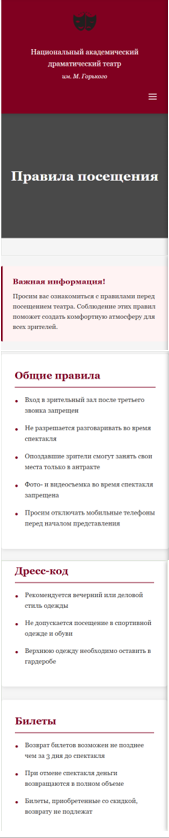 Национальный академический
драматический театр
им. М. Горького
Правила посещения
Важная информация!
Просим вас ознакомиться с правилами перед
посещением театра. Соблюдение этих правил
поможет создать комфортную атмосферу для
всех зрителей.
Общие правила
Вход в зрительный зал после третьего
звонка запрещен
Не разрешается разговаривать во время
спектакля
Опоздавшие зрители смогут занять свои
места только в антракте
Фото- и видеосъемка во время спектакля
запрещена
Просим отключать мобильные телефоны
перед началом представления
Дресс-код
Рекомендуется вечерний или деловой
стиль одежды
Не допускается посещение в спортивной
одежде и обуви
Верхнюю одежду необходимо оставить в
гардеробе
Билеты
Возврат билетов возможен не позднее
чем за 3 дня до спектакля
При отмене спектакля деньги
возвращаются в полном объеме
Билеты, приобретенные со скидкой,
возврату не подлежат